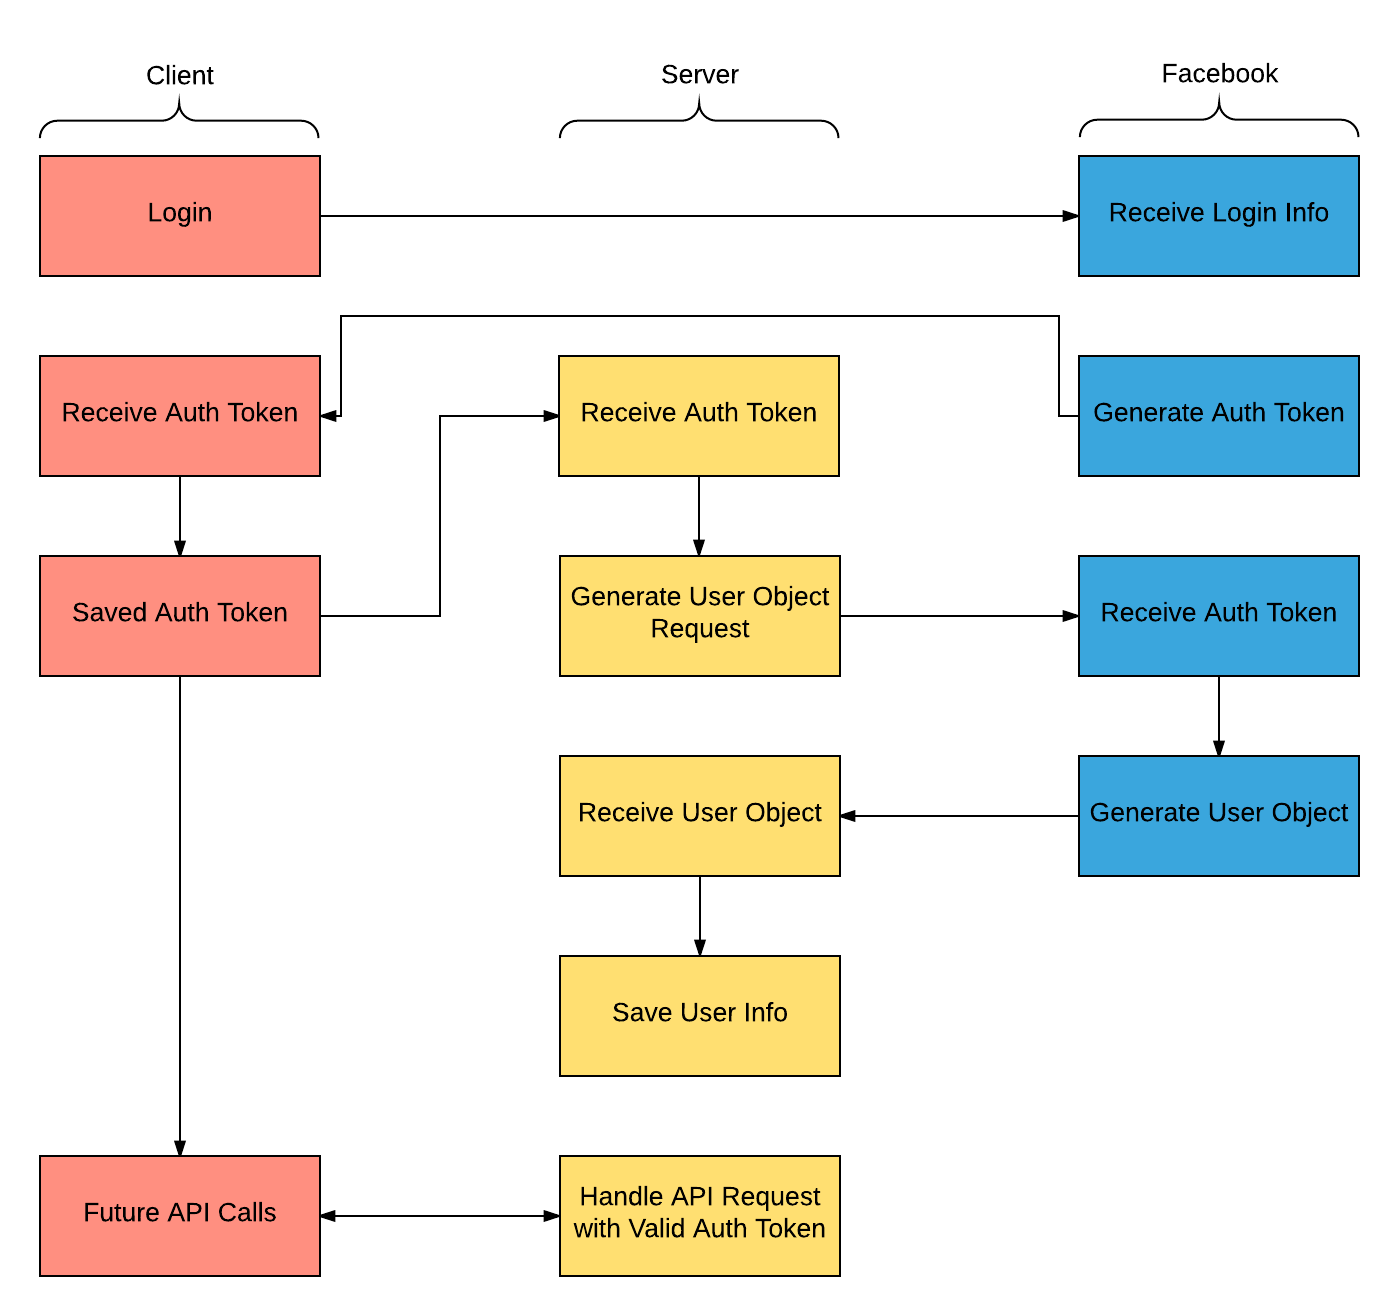 Client
Server
Facebook
Login
Receive Login Info
Receive Auth Token
Receive Auth Token
Generate Auth Token
Saved Auth Token
Generate User Object
Request
Receive Auth Token
Receive User Object
Generate User Object
Save User Info
Future API Calls
Handle API Request
with Valid Auth Token